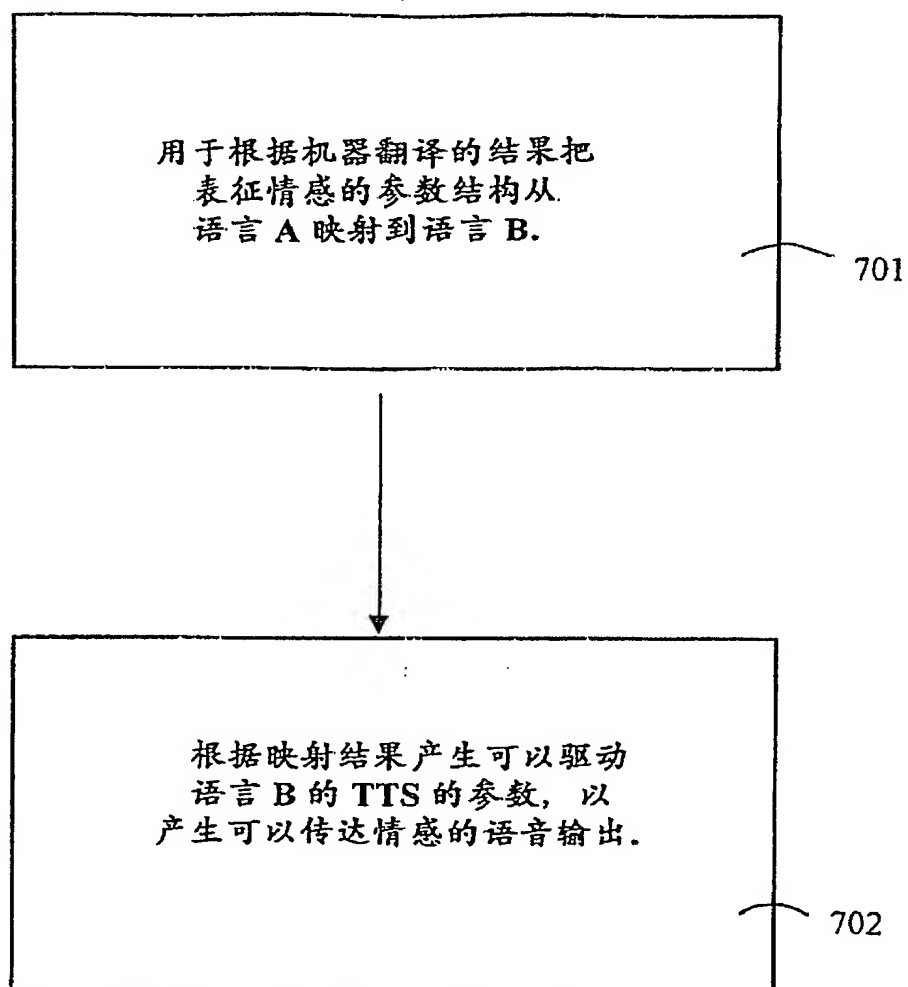 用于根据机器翻译的结果把
表征情感的参数结构从
语言 A 映射到语言 B.
701
根据映射结果产生可以驱动
语言 B 的 TTS 的参数, 以
产生可以传达情感的语音输出.
702